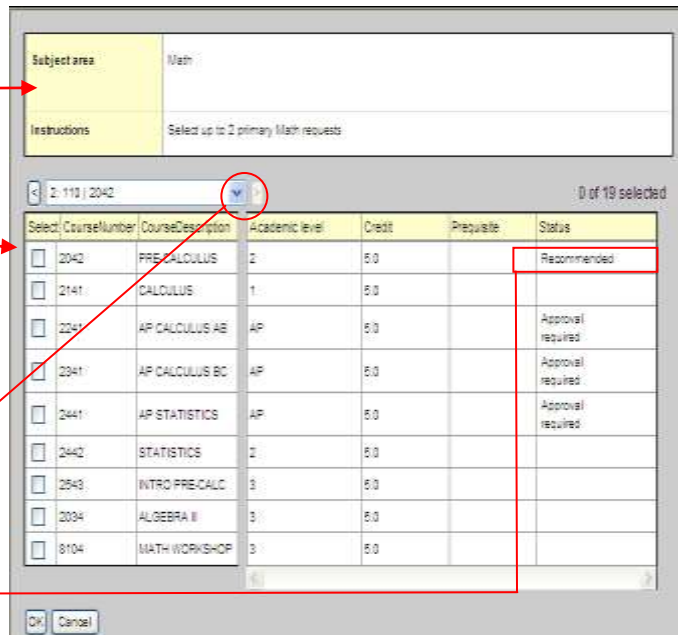 Subject area Math
Instructions Select up to 2 primary Math requests
< 2: 110 | 2042 > 0 of 19 selected
Select CourseNumber CourseDescription Academic level Credit Prequisite Status
2042 PRE-CALCULUS 2 5.0 Recommended
2141 CALCULUS 1 5.0
2241 AP CALCULUS AB AP 5.0 Approval
required
2341 AP CALCULUS BC AP 5.0 Approval
required
2441 AP STATISTICS AP 5.0 Approval
required
2442 STATISTICS 2 5.0
2543 INTRO PRE-CALC 3 5.0
2034 ALGEBRA II 3 5.0
8104 MATH WORKSHOP 3 5.0
OK Cancel